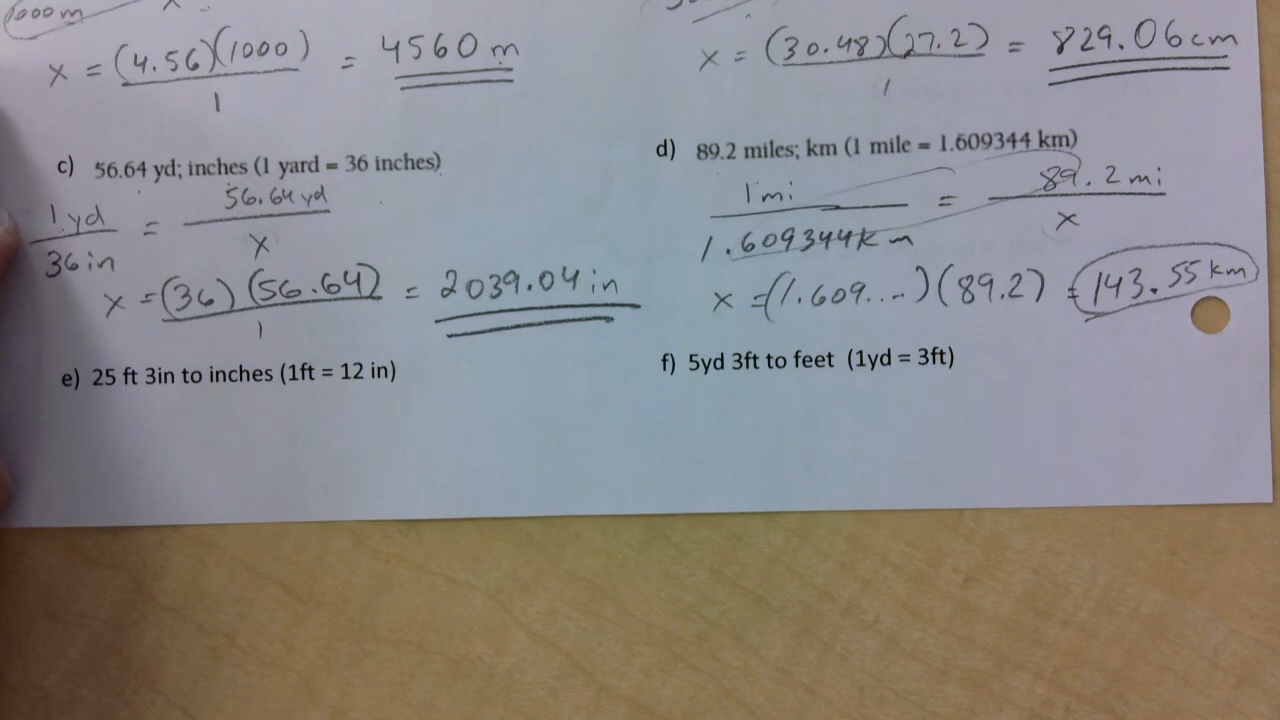 1000 m
x = (4.56)(1000) / 1 = 4560 m
x = (30.48)(27.2) / 1 = 829.06 cm
c) 56.64 yd; inches (1 yard = 36 inches)
1 yd / 36 in = 56.64 yd / x
x = (36)(56.64) / 1 = 2039.04 in
d) 89.2 miles; km (1 mile = 1.609344 km)
1 mi / 1.609344 km = 89.2 mi / x
x = (1.609...)(89.2) = 143.55 km
e) 25 ft 3in to inches (1ft = 12 in)
f) 5yd 3ft to feet (1yd = 3ft)